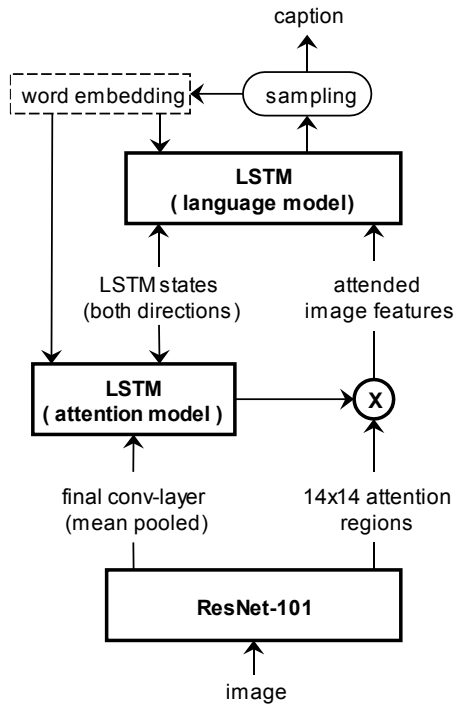 caption
word embedding
sampling
LSTM
( language model)
LSTM states
(both directions)
attended
image features
LSTM
( attention model )
X
final conv-layer
(mean pooled)
14x14 attention
regions
ResNet-101
image